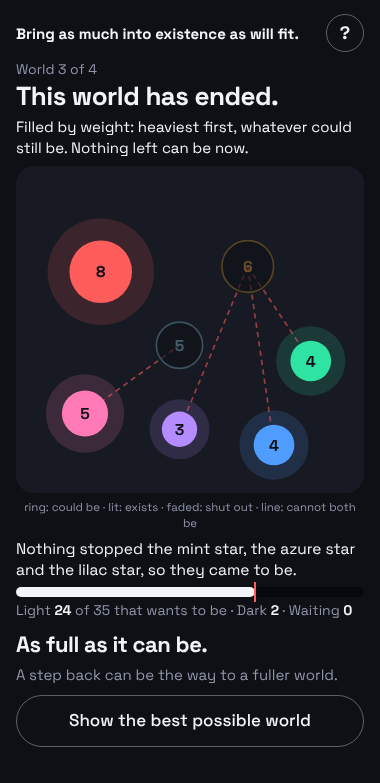 Bring as much into existence as will fit.
?
World 3 of 4
This world has ended.
Filled by weight: heaviest first, whatever could
still be. Nothing left can be now.
8
6
5
4
5
3
4
ring: could be · lit: exists · faded: shut out · line: cannot both
be
Nothing stopped the mint star, the azure star
and the lilac star, so they came to be.
Light 24 of 35 that wants to be · Dark 2 · Waiting 0
As full as it can be.
A step back can be the way to a fuller world.
Show the best possible world